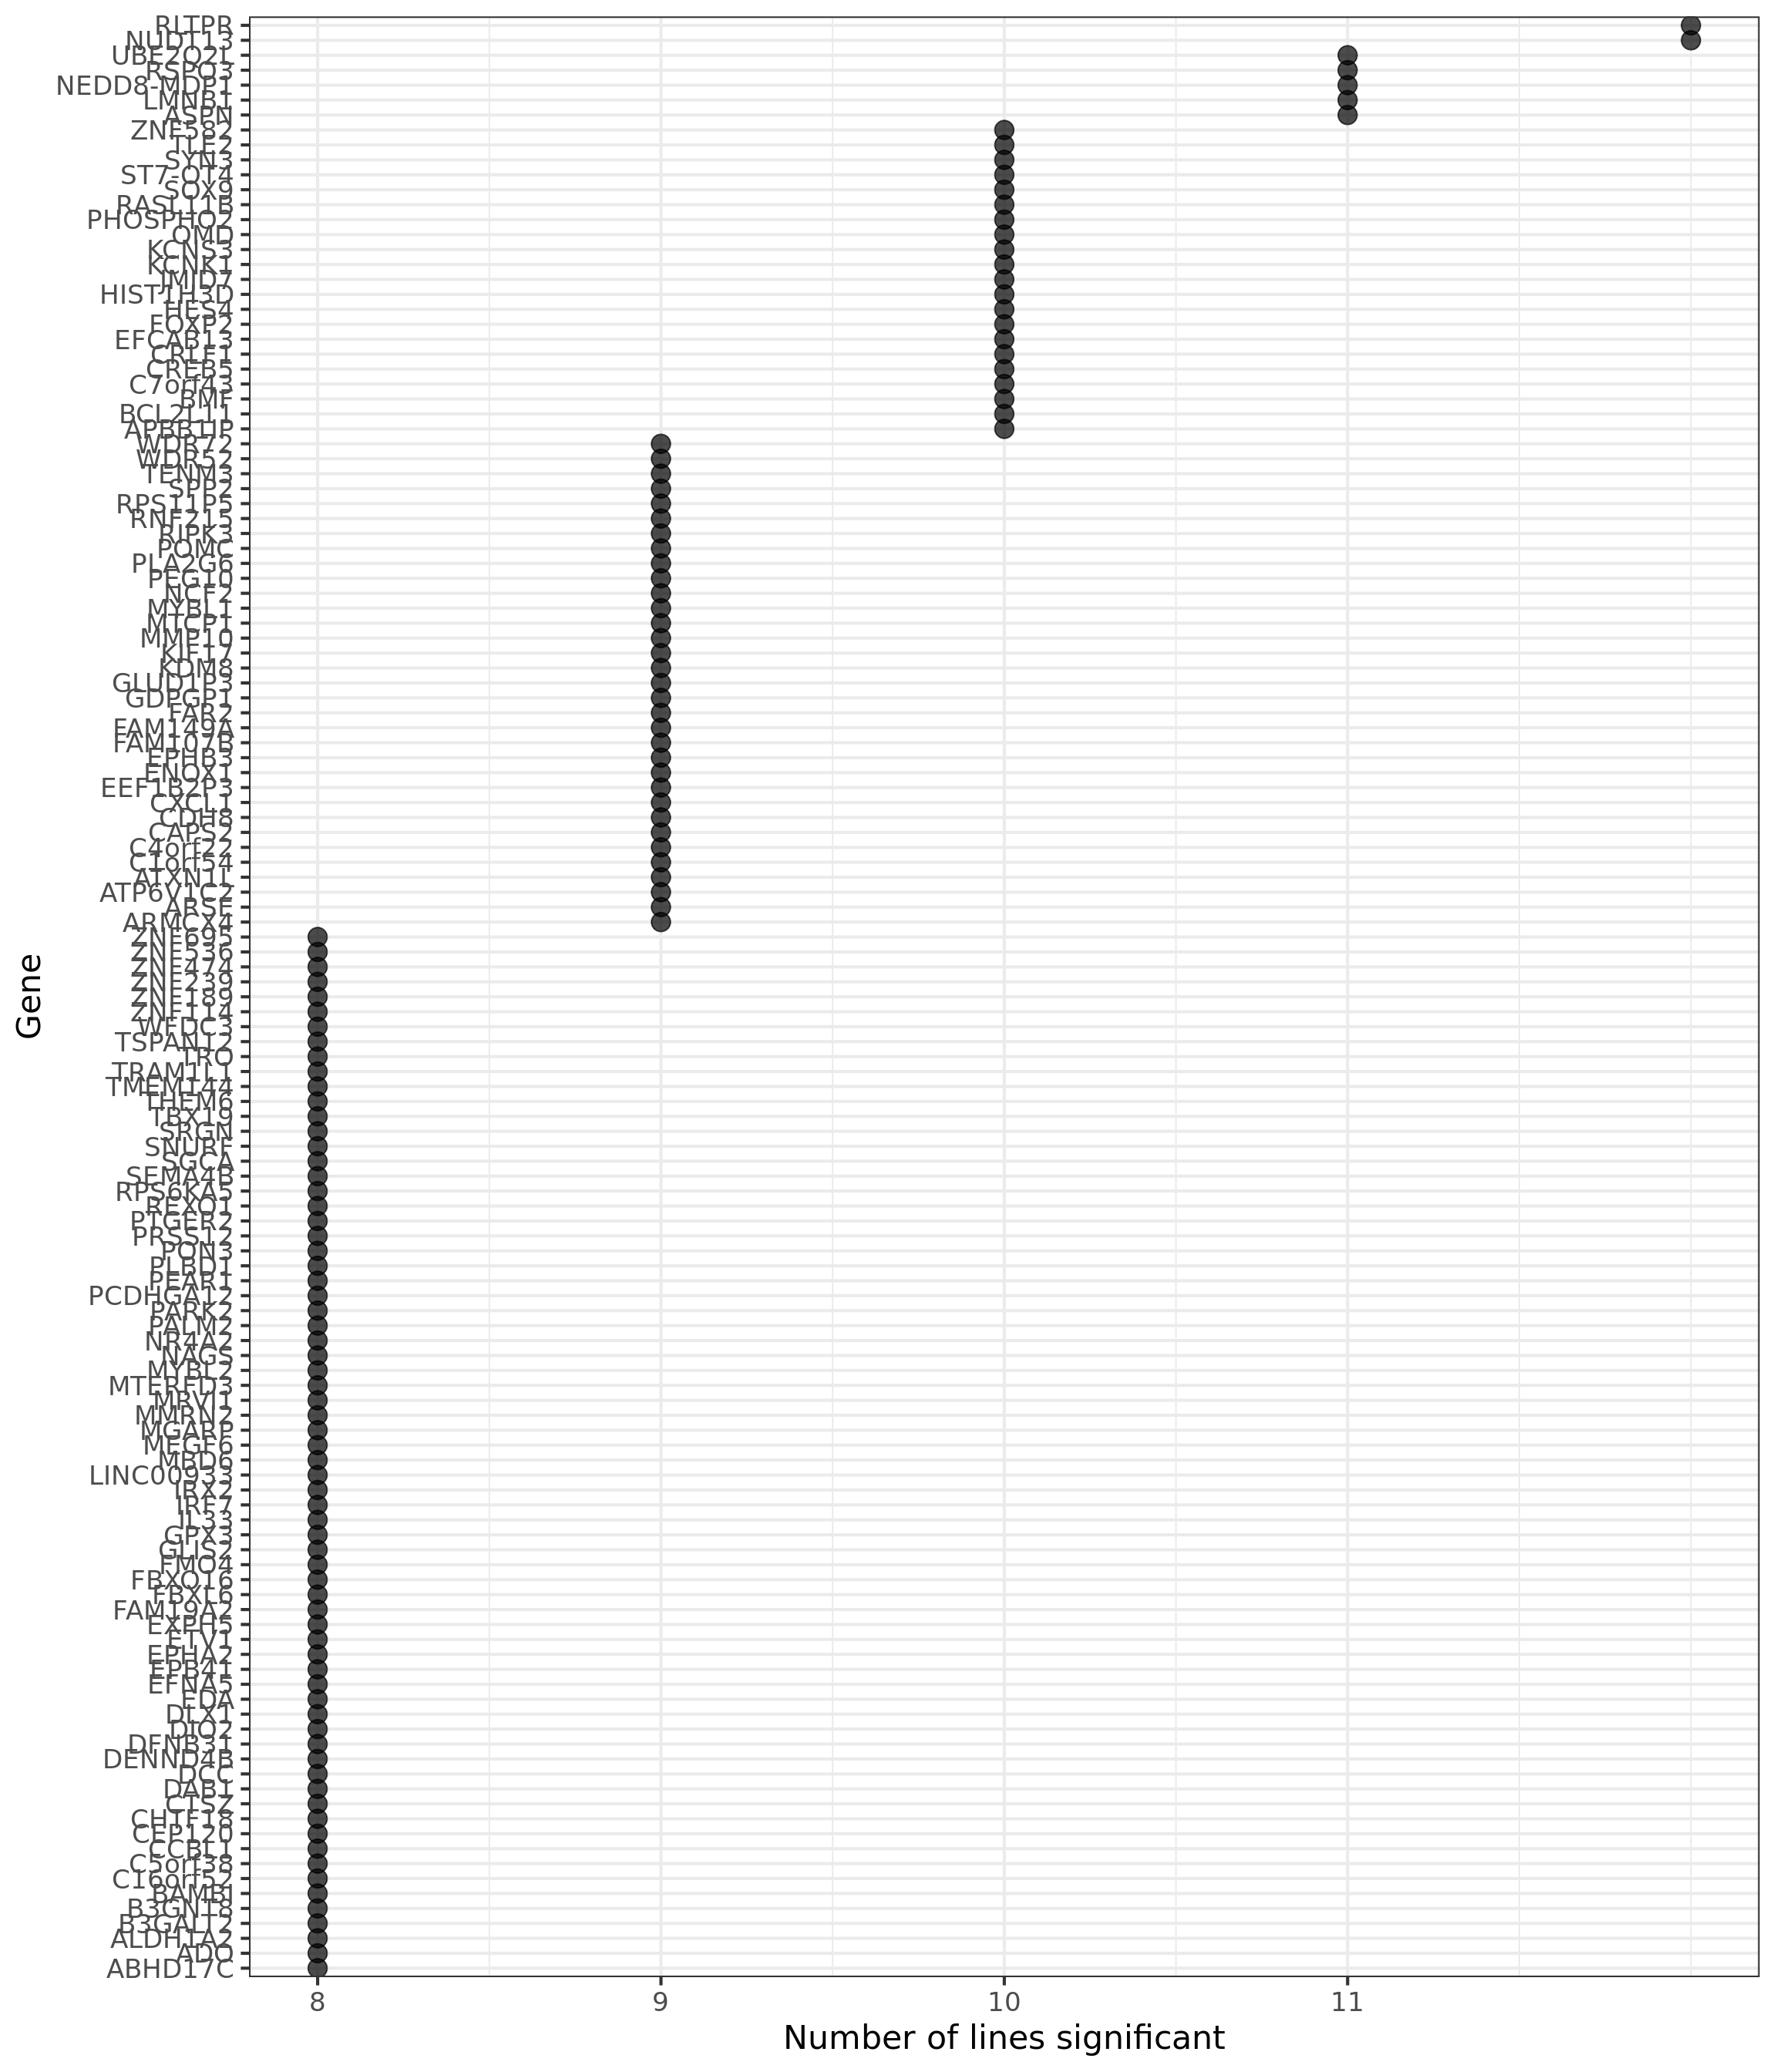 RLTPR
NUDT13
UBE2Q2L
RSPO3
NEDD8-MDP1
LMNB1
ASPN
ZNF582
TLE2
SYN3
ST7-OT4
SOX9
RASL11B
PHOSPHO2
OMD
KCNS3
KCNK1
JMJD7
HIST1H3D
HES4
FOXP2
EFCAB13
CRLF1
CREB5
C7orf43
BMF
BCL2L11
APBB1IP
WDR72
WDR52
TENM3
SPP2
RPS11P5
RNF215
RIPK3
POMC
PLA2G6
PEG10
NCF2
MYBL1
MTCP1
MMP10
KIF17
KDM8
GLUD1P3
GDPGP1
FAR2
FAM149A
FAM107B
EPHB3
ENOX1
EEF1B2P3
CXCL1
CDH8
CAPS2
C4orf22
C1orf54
ATXN1L
ATP6V1C2
ARSE
ARMCX4
ZNF695
ZNF536
ZNF474
ZNF239
ZNF189
ZNF114
WFDC3
TSPAN12
TRO
TRAM1L1
TMEM144
THEM6
TBX19
SRGN
SNURF
SGCA
SEMA4B
RPS6KA5
REXO1
PTGER2
PRSS12
PON3
PLBD1
PEAR1
PCDHGA12
PARK2
PALM2
NR4A2
NAGS
MYBL2
MTERFD3
MRVI1
MMRN2
MGARP
MEGF6
MBD6
LINC00933
IRX2
IRF7
IL33
GPX3
GLIS2
FMO4
FBXO16
FBXL6
FAM19A2
EXPH5
ETV1
EPHA2
EPB41
EFNA5
EDA
DLX1
DIO2
DFNB31
DENND4B
DCC
DAB1
CTSZ
CHTF18
CEP120
CCBL1
C5orf38
C16orf52
BAMBI
B3GNT8
B3GALT2
ALDH1A2
ADO
ABHD17C
Gene
8 9 10 11
Number of lines significant